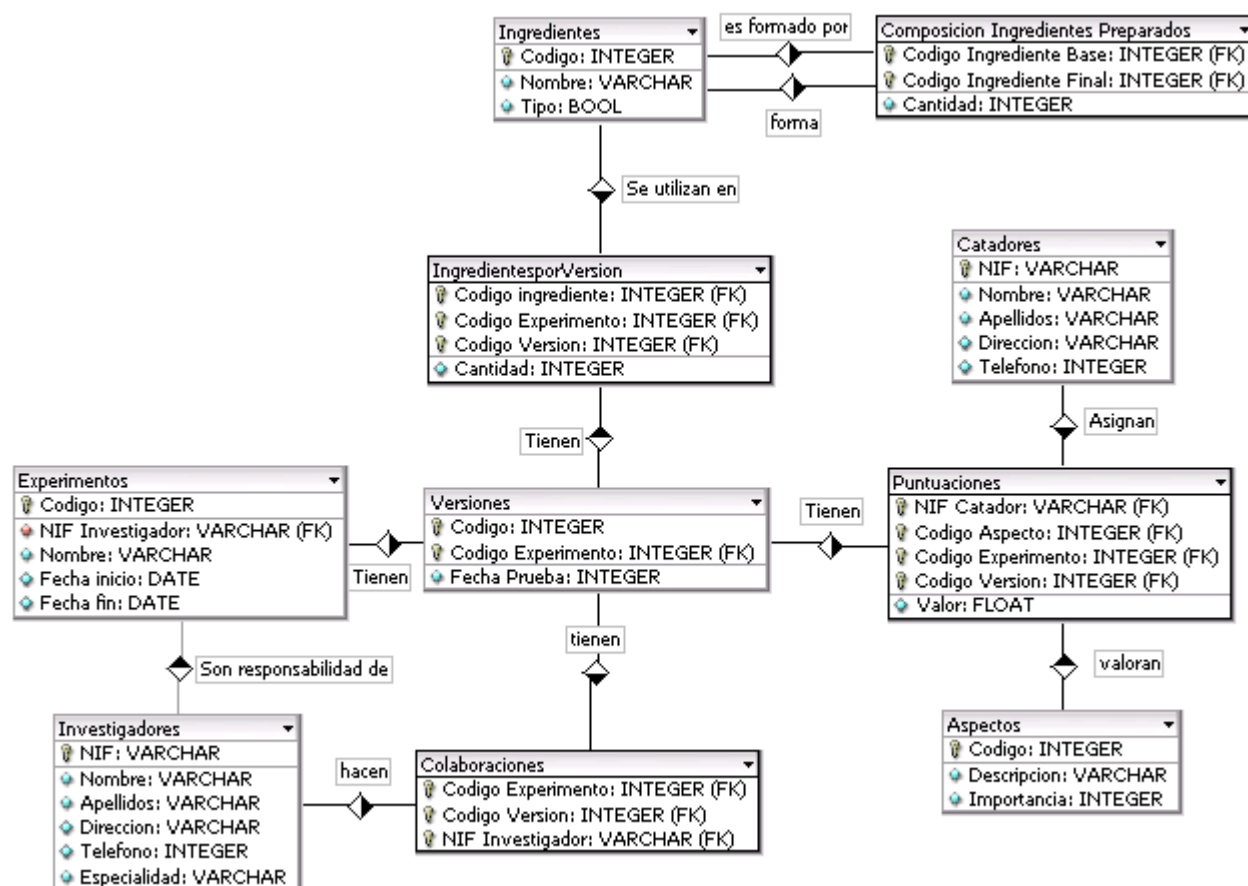 Ingredientes
Codigo: INTEGER
Nombre: VARCHAR
Tipo: BOOL
es formado por
forma
Composicion Ingredientes Preparados
Codigo Ingrediente Base: INTEGER (FK)
Codigo Ingrediente Final: INTEGER (FK)
Cantidad: INTEGER
Se utilizan en
IngredientesporVersion
Codigo ingrediente: INTEGER (FK)
Codigo Experimento: INTEGER (FK)
Codigo Version: INTEGER (FK)
Cantidad: INTEGER
Catadores
NIF: VARCHAR
Nombre: VARCHAR
Apellidos: VARCHAR
Direccion: VARCHAR
Telefono: INTEGER
Tienen
Asignan
Experimentos
Codigo: INTEGER
NIF Investigador: VARCHAR (FK)
Nombre: VARCHAR
Fecha inicio: DATE
Fecha fin: DATE
Tienen
Versiones
Codigo: INTEGER
Codigo Experimento: INTEGER (FK)
Fecha Prueba: INTEGER
Tienen
Puntuaciones
NIF Catador: VARCHAR (FK)
Codigo Aspecto: INTEGER (FK)
Codigo Experimento: INTEGER (FK)
Codigo Version: INTEGER (FK)
Valor: FLOAT
Son responsabilidad de
tienen
valoran
Investigadores
NIF: VARCHAR
Nombre: VARCHAR
Apellidos: VARCHAR
Direccion: VARCHAR
Telefono: INTEGER
Especialidad: VARCHAR
hacen
Colaboraciones
Codigo Experimento: INTEGER (FK)
Codigo Version: INTEGER (FK)
NIF Investigador: VARCHAR (FK)
Aspectos
Codigo: INTEGER
Descripcion: VARCHAR
Importancia: INTEGER